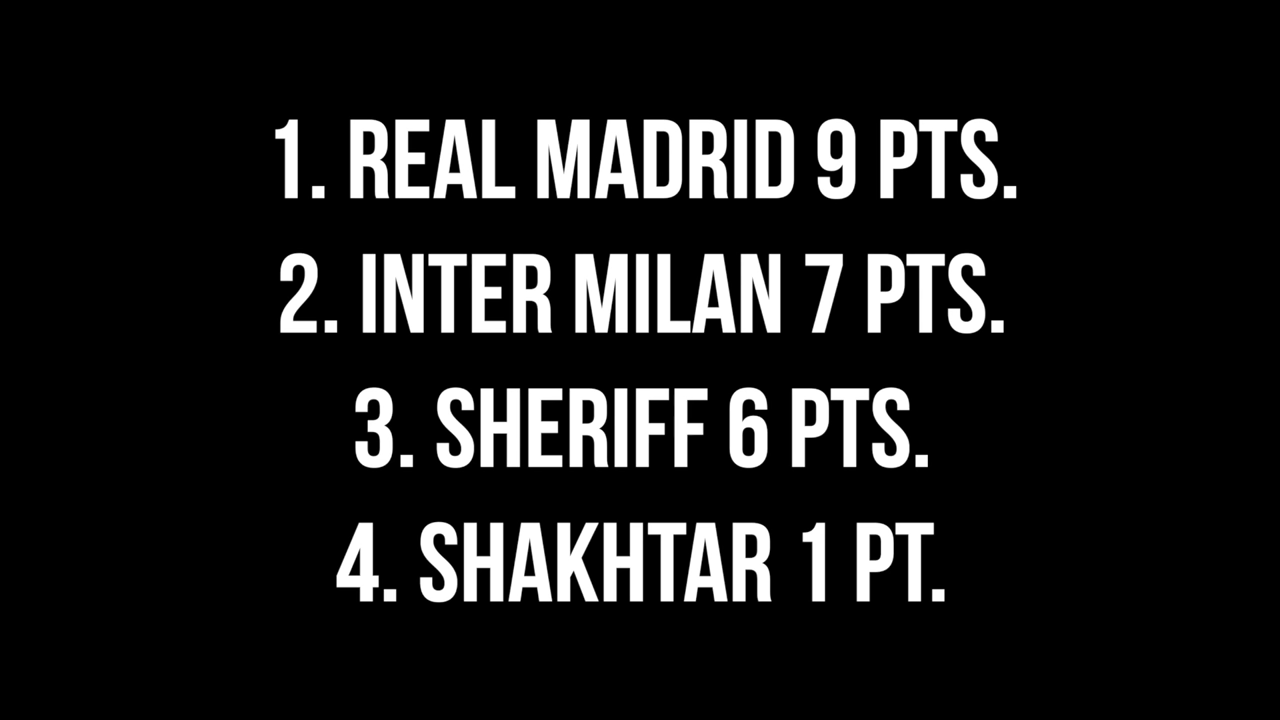 1. REAL MADRID 9 PTS.
2. INTER MILAN 7 PTS.
3. SHERIFF 6 PTS.
4. SHAKHTAR 1 PT.